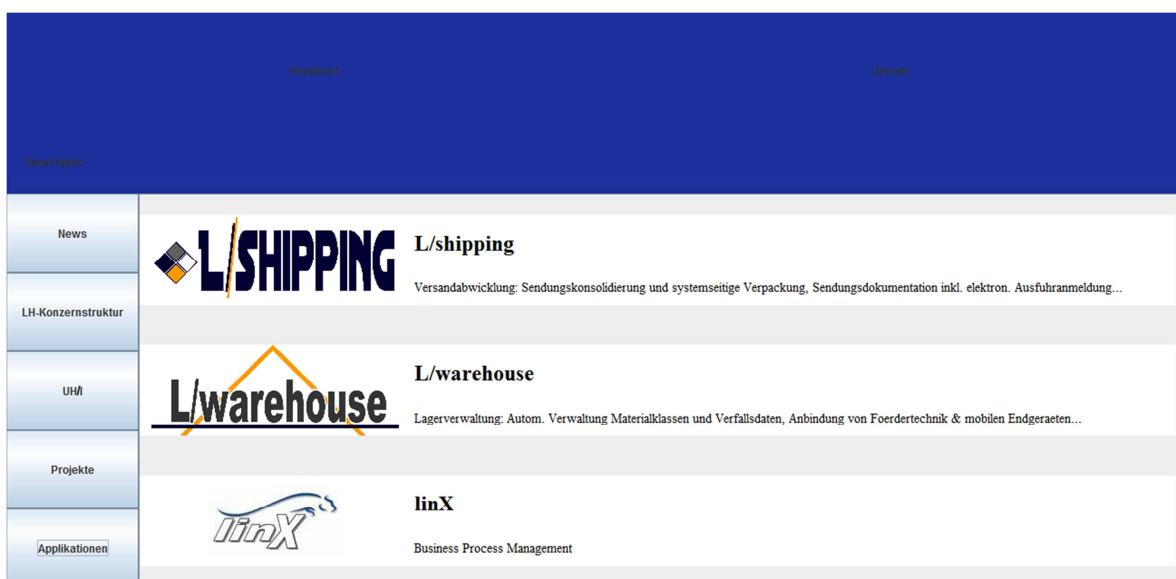 ViewTopic
News
LH-Konzernstruktur
UH/I
Projekte
Applikationen
L/SHIPPING
L/shipping
Versandabwicklung: Sendungskonsolidierung und systemseitige Verpackung, Sendungsdokumentation inkl. elektron. Ausfuhranmeldung...
L/warehouse
L/warehouse
Lagerverwaltung: Autom. Verwaltung Materialklassen und Verfallsdaten, Anbindung von Foerdertechnik & mobilen Endgeraeten...
linX
linX
Business Process Management